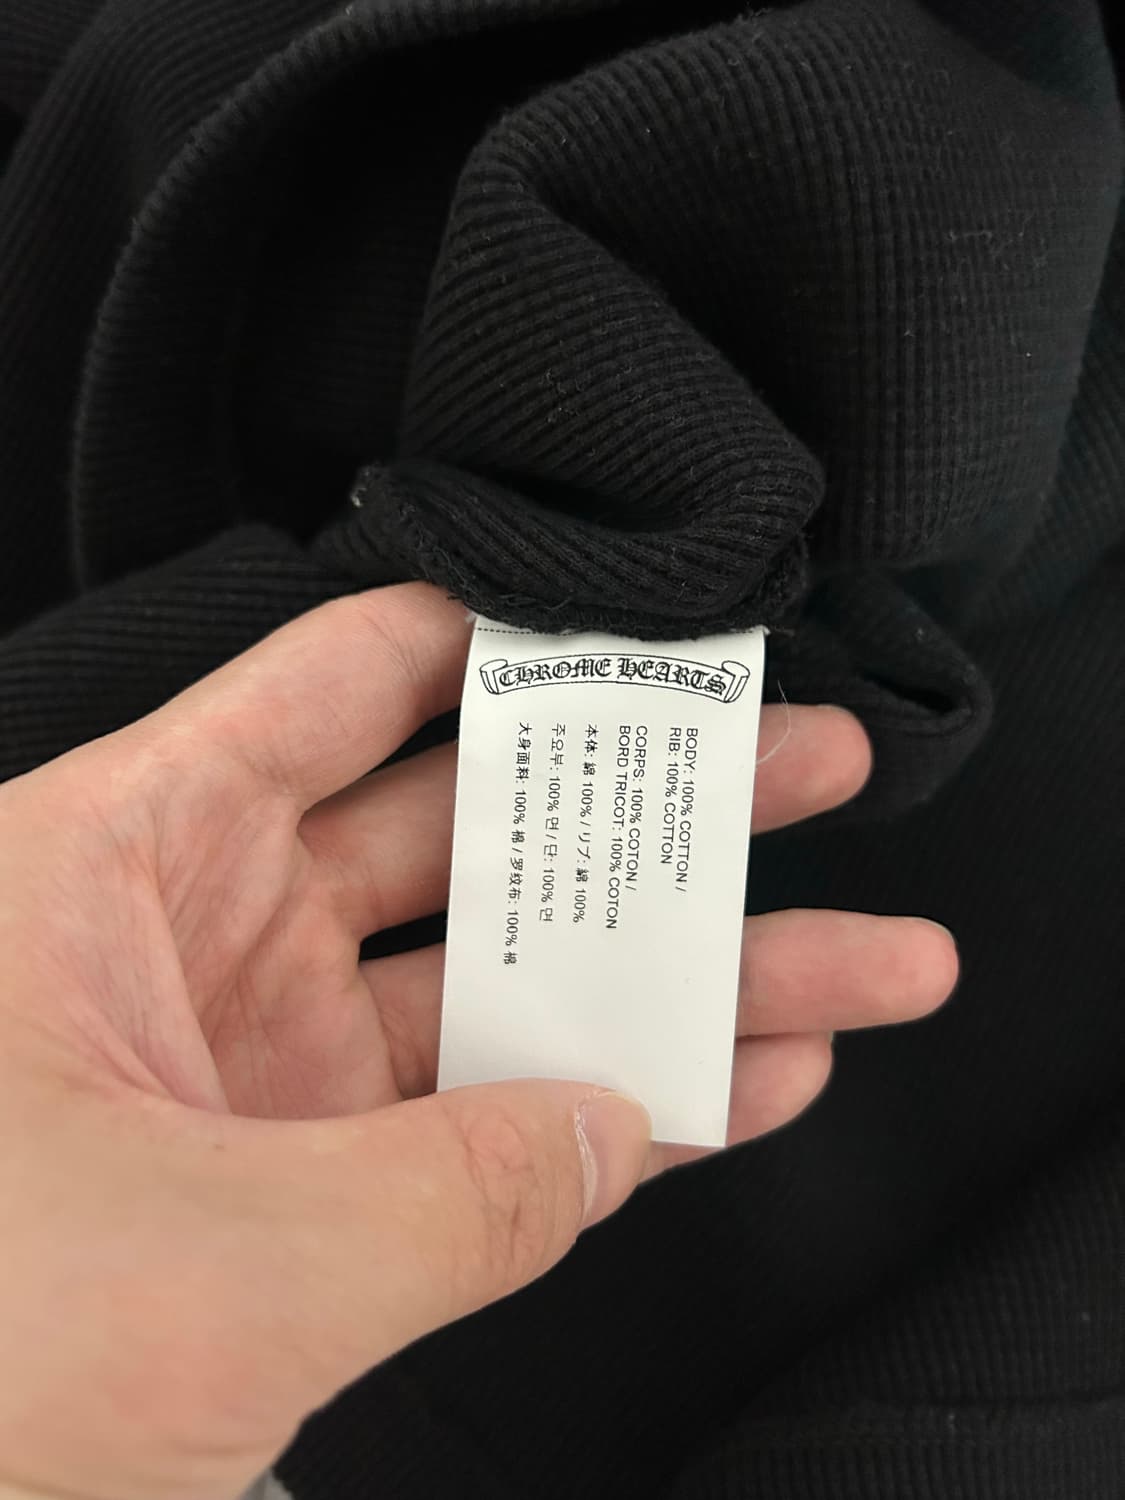 CHROME HEARTS
BODY: 100% COTTON /
RIB: 100% COTTON
CORPS: 100% COTON /
BORD TRICOT: 100% COTON
本体: 綿 100% / リブ: 綿 100%
주요부: 100% 면 / 단: 100% 면
大身面料: 100% 棉 / 罗纹布: 100% 棉